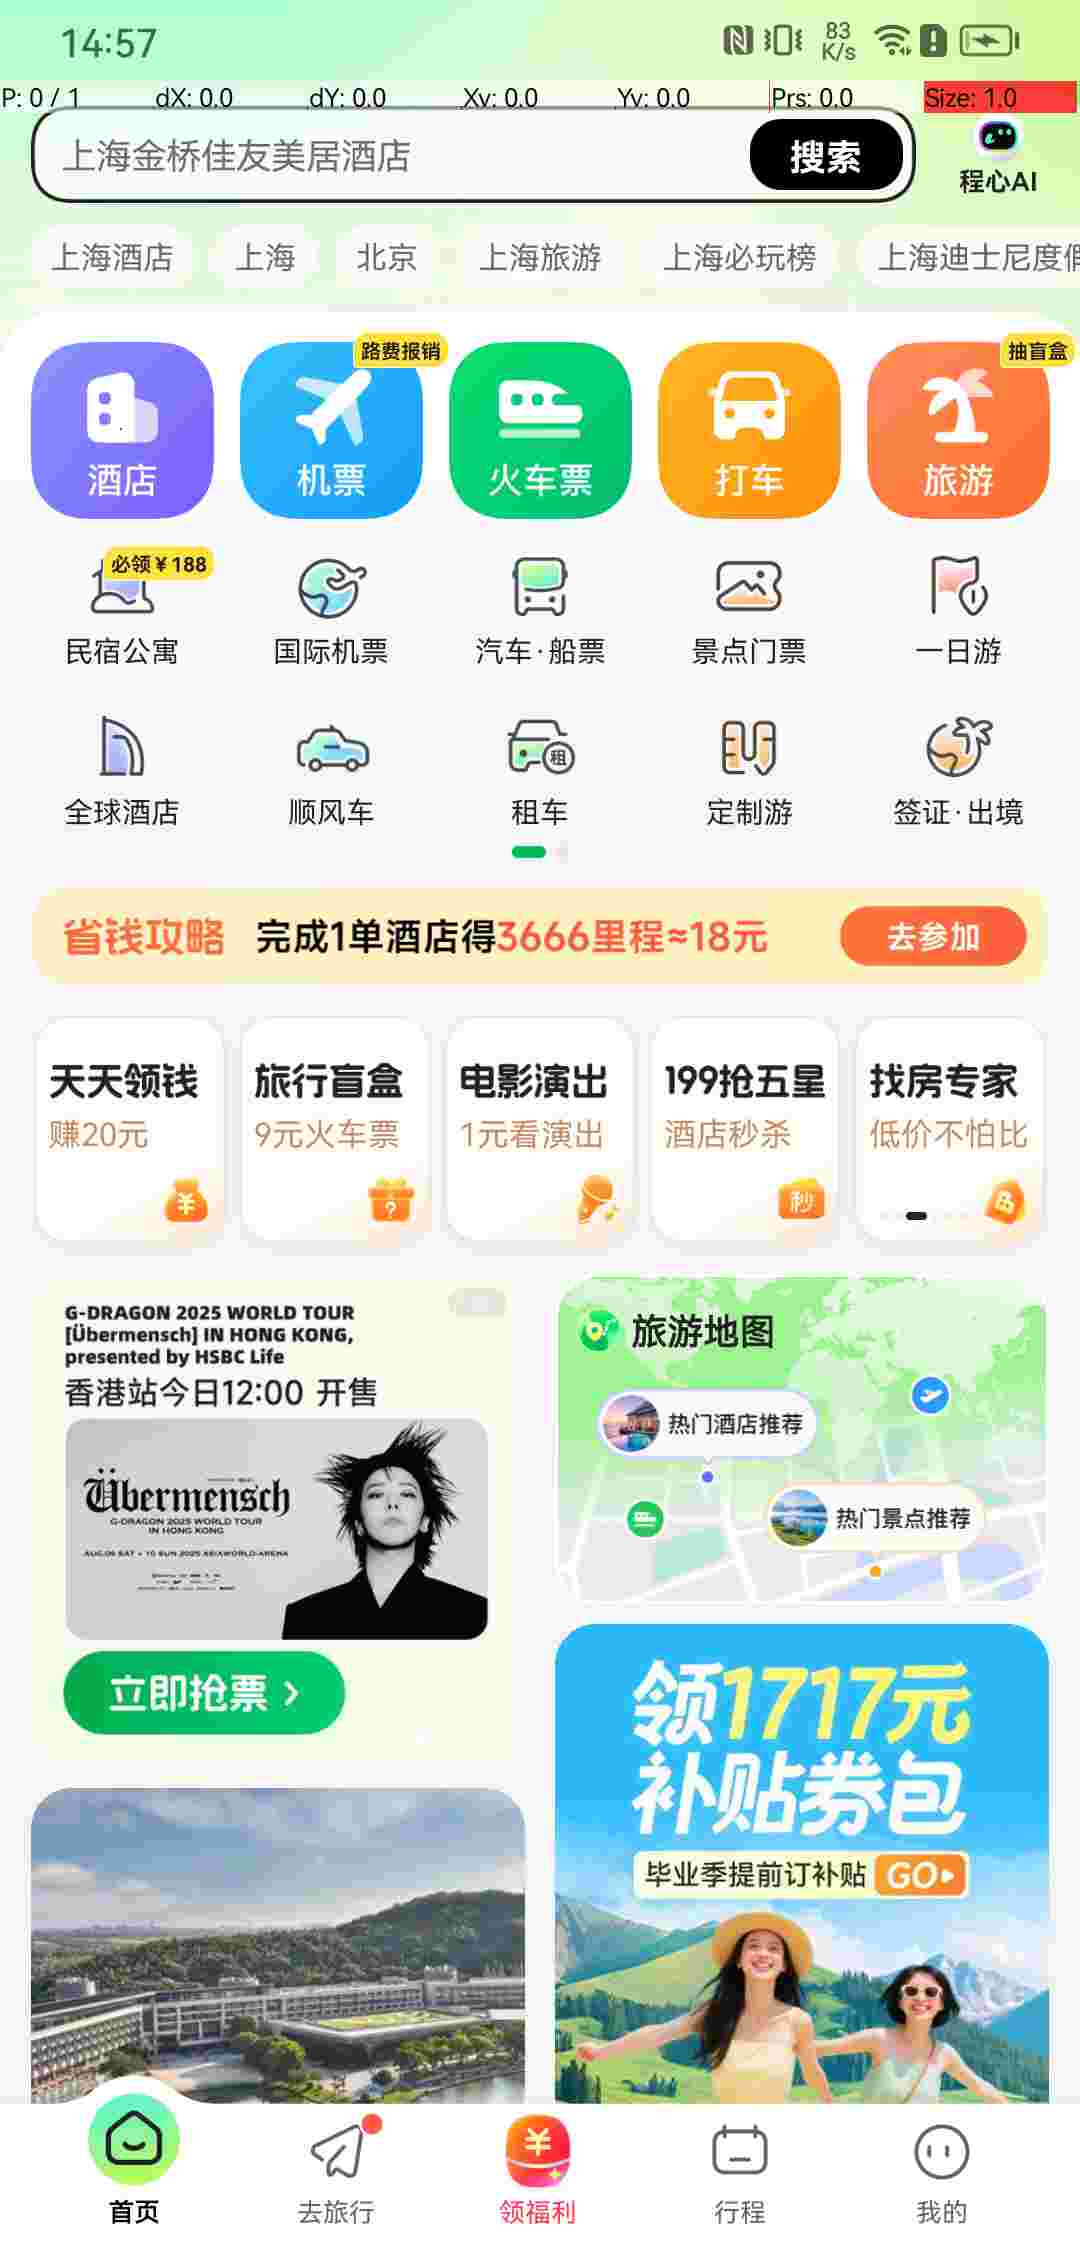 14:57
83
K/s
P: 0 / 1
dX: 0.0
dY: 0.0
Xv: 0.0
Yv: 0.0
Prs: 0.0
Size: 1.0
上海金桥佳友美居酒店
搜索
程心AI
上海酒店
上海
北京
上海旅游
上海必玩榜
上海迪士尼度假
路费报销
抽盲盒
酒店
机票
火车票
打车
旅游
必领¥188
民宿公寓
国际机票
汽车·船票
景点门票
一日游
租
全球酒店
顺风车
租车
定制游
签证·出境
省钱攻略
完成1单酒店得3666里程≈18元
去参加
天天领钱
旅行盲盒
电影演出
199抢五星
找房专家
赚20元
9元火车票
1元看演出
酒店秒杀
低价不怕比
秒
G-DRAGON 2025 WORLD TOUR
[Übermensch] IN HONG KONG,
presented by HSBC Life
香港站今日12:00 开售
Übermensch
G-DRAGON 2025 WORLD TOUR
IN HONG KONG
AUG.09 SAT + 10 SUN 2025 ASIAWORLD-ARENA
立即抢票
旅游地图
热门酒店推荐
热门景点推荐
领1717元
补贴券包
毕业季提前订补贴
GO
首页
去旅行
领福利
行程
我的